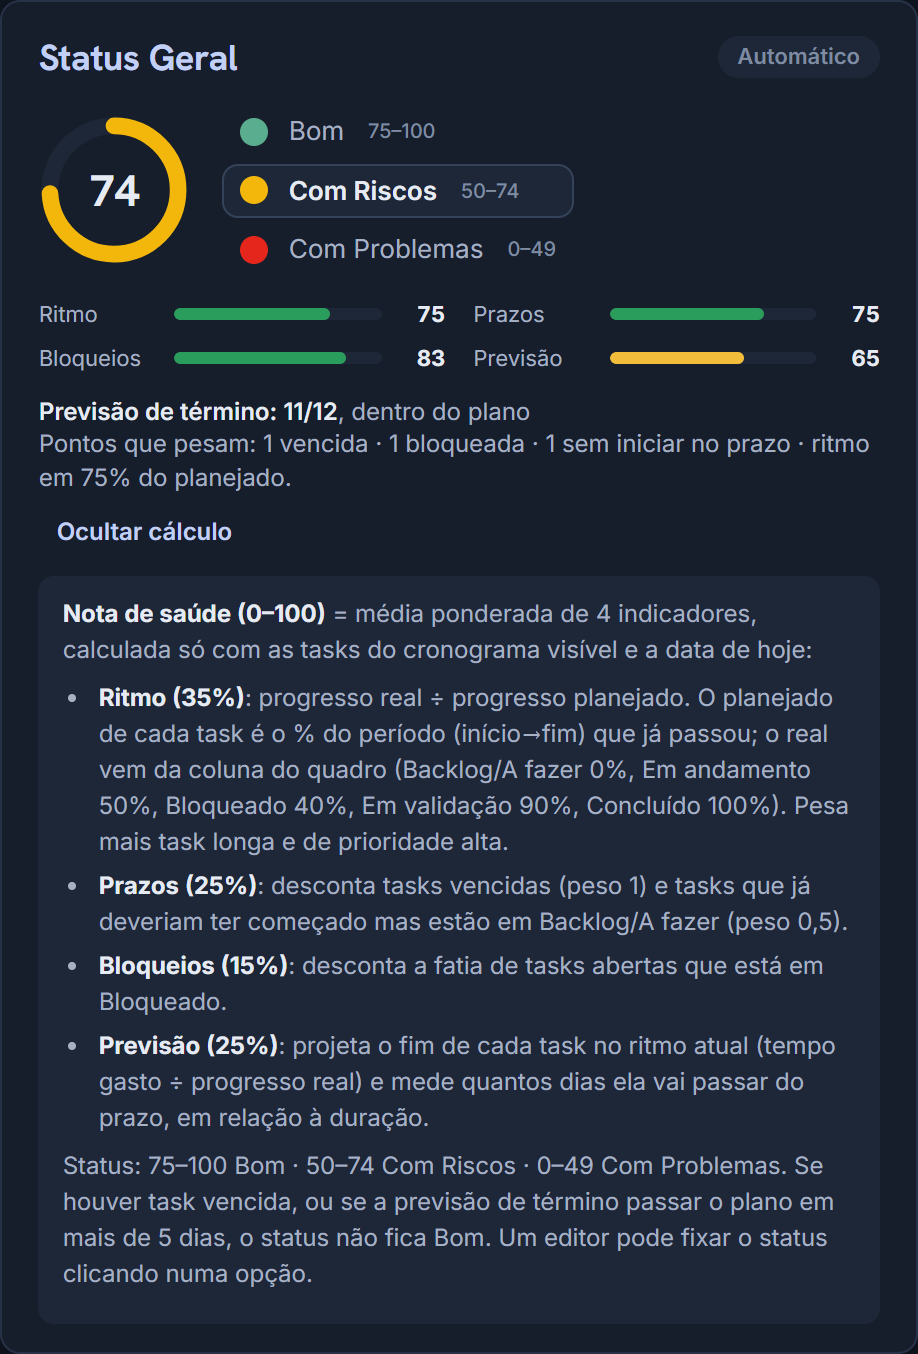 Status Geral
Automático
74
Bom 75–100
Com Riscos 50–74
Com Problemas 0–49
Ritmo 75 Prazos 75
Bloqueios 83 Previsão 65
Previsão de término: 11/12, dentro do plano
Pontos que pesam: 1 vencida · 1 bloqueada · 1 sem iniciar no prazo · ritmo
em 75% do planejado.
Ocultar cálculo
Nota de saúde (0–100) = média ponderada de 4 indicadores,
calculada só com as tasks do cronograma visível e a data de hoje:
• Ritmo (35%): progresso real ÷ progresso planejado. O planejado
de cada task é o % do período (início→fim) que já passou; o real
vem da coluna do quadro (Backlog/A fazer 0%, Em andamento
50%, Bloqueado 40%, Em validação 90%, Concluído 100%). Pesa
mais task longa e de prioridade alta.
• Prazos (25%): desconta tasks vencidas (peso 1) e tasks que já
deveriam ter começado mas estão em Backlog/A fazer (peso 0,5).
• Bloqueios (15%): desconta a fatia de tasks abertas que está em
Bloqueado.
• Previsão (25%): projeta o fim de cada task no ritmo atual (tempo
gasto ÷ progresso real) e mede quantos dias ela vai passar do
prazo, em relação à duração.
Status: 75–100 Bom · 50–74 Com Riscos · 0–49 Com Problemas. Se
houver task vencida, ou se a previsão de término passar o plano em
mais de 5 dias, o status não fica Bom. Um editor pode fixar o status
clicando numa opção.